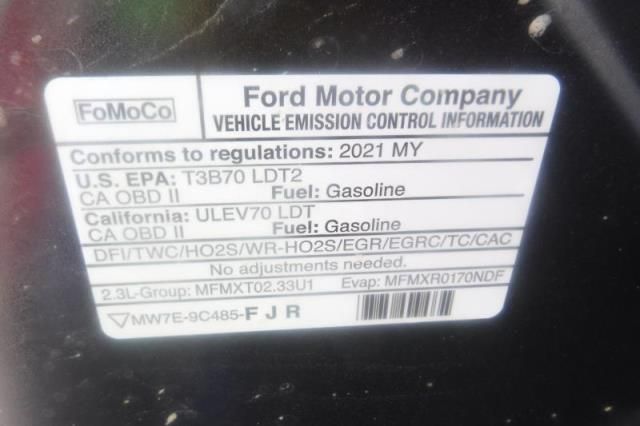 FoMoCo
Ford Motor Company
VEHICLE EMISSION CONTROL INFORMATION
Conforms to regulations: 2021 MY
U.S. EPA: T3B70 LDT2
CA OBD II Fuel: Gasoline
California: ULEV70 LDT
CA OBD II Fuel: Gasoline
DFI/TWC/HO2S/WR-HO2S/EGR/EGRC/TC/CAC
No adjustments needed.
2.3L-Group: MFMXT02.33U1 Evap: MFMXR0170NDF
MW7E-9C485-F J R